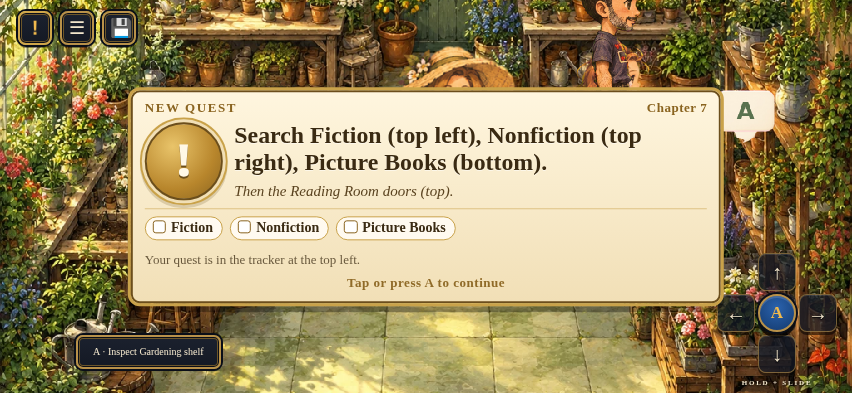 ! ☰ 💾
NEW QUEST
Chapter 7
!
Search Fiction (top left), Nonfiction (top
right), Picture Books (bottom).
Then the Reading Room doors (top).
Fiction
Nonfiction
Picture Books
Your quest is in the tracker at the top left.
Tap or press A to continue
A
↑
← A →
↓
HOLD + SLIDE
A · Inspect Gardening shelf